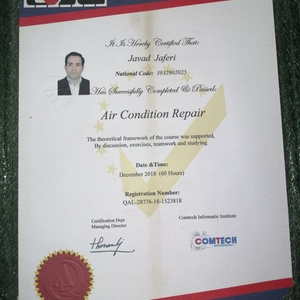 It Is Hereby Certified That:
Javad Jaferi
National Code: 3932902025
Has Successfully Completed & Passed:
Air Condition Repair
The theoretical framework of the course was supported,
By discussion, exercises, teamwork and studying
Date &Time:
December 2018 (60 Hours)
Registration Number:
QAL-28776-18-1523818
Certification Dept
Managing Director
Comtech Informatic Institute
COMTECH